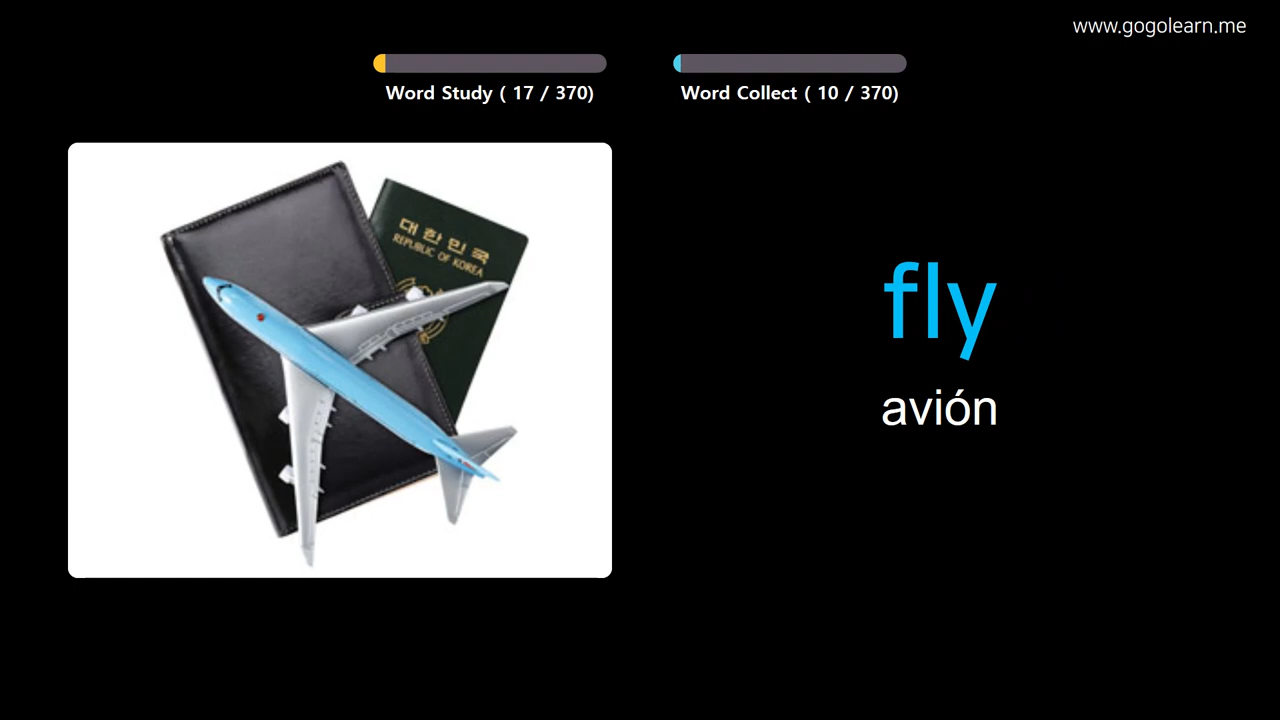 www.gogolearn.me
Word Study ( 17 / 370)
Word Collect ( 10 / 370)
대한민국
REPUBLIC OF KOREA
fly
avión